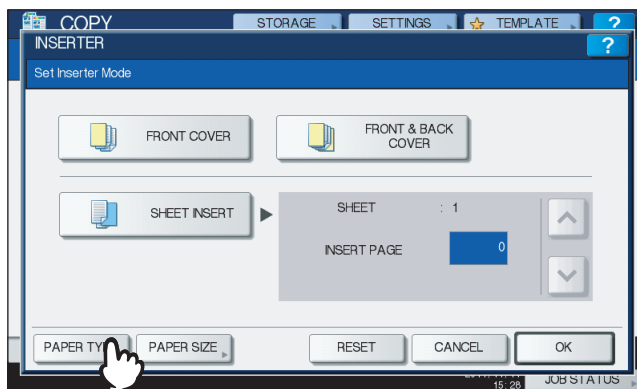 COPY
STORAGE
SETTINGS
TEMPLATE
?
INSERTER
?
Set Inserter Mode
FRONT COVER
FRONT & BACK
COVER
SHEET INSERT
SHEET : 1
INSERT PAGE 0
PAPER TYP
PAPER SIZE
RESET
CANCEL
OK
15:28
JOB STATUS